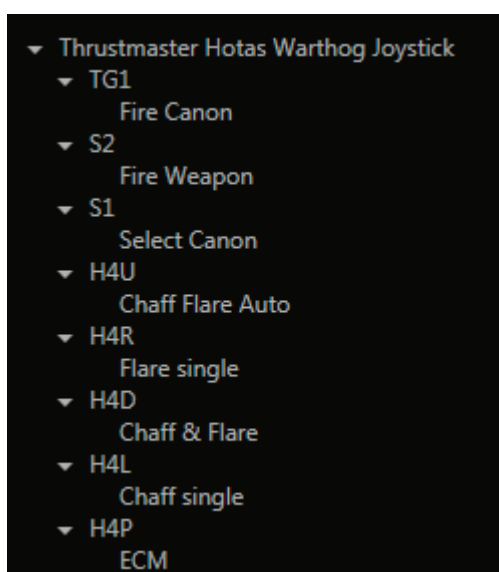 Thrustmaster Hotas Warthog Joystick
TG1
Fire Canon
S2
Fire Weapon
S1
Select Canon
H4U
Chaff Flare Auto
H4R
Flare single
H4D
Chaff & Flare
H4L
Chaff single
H4P
ECM